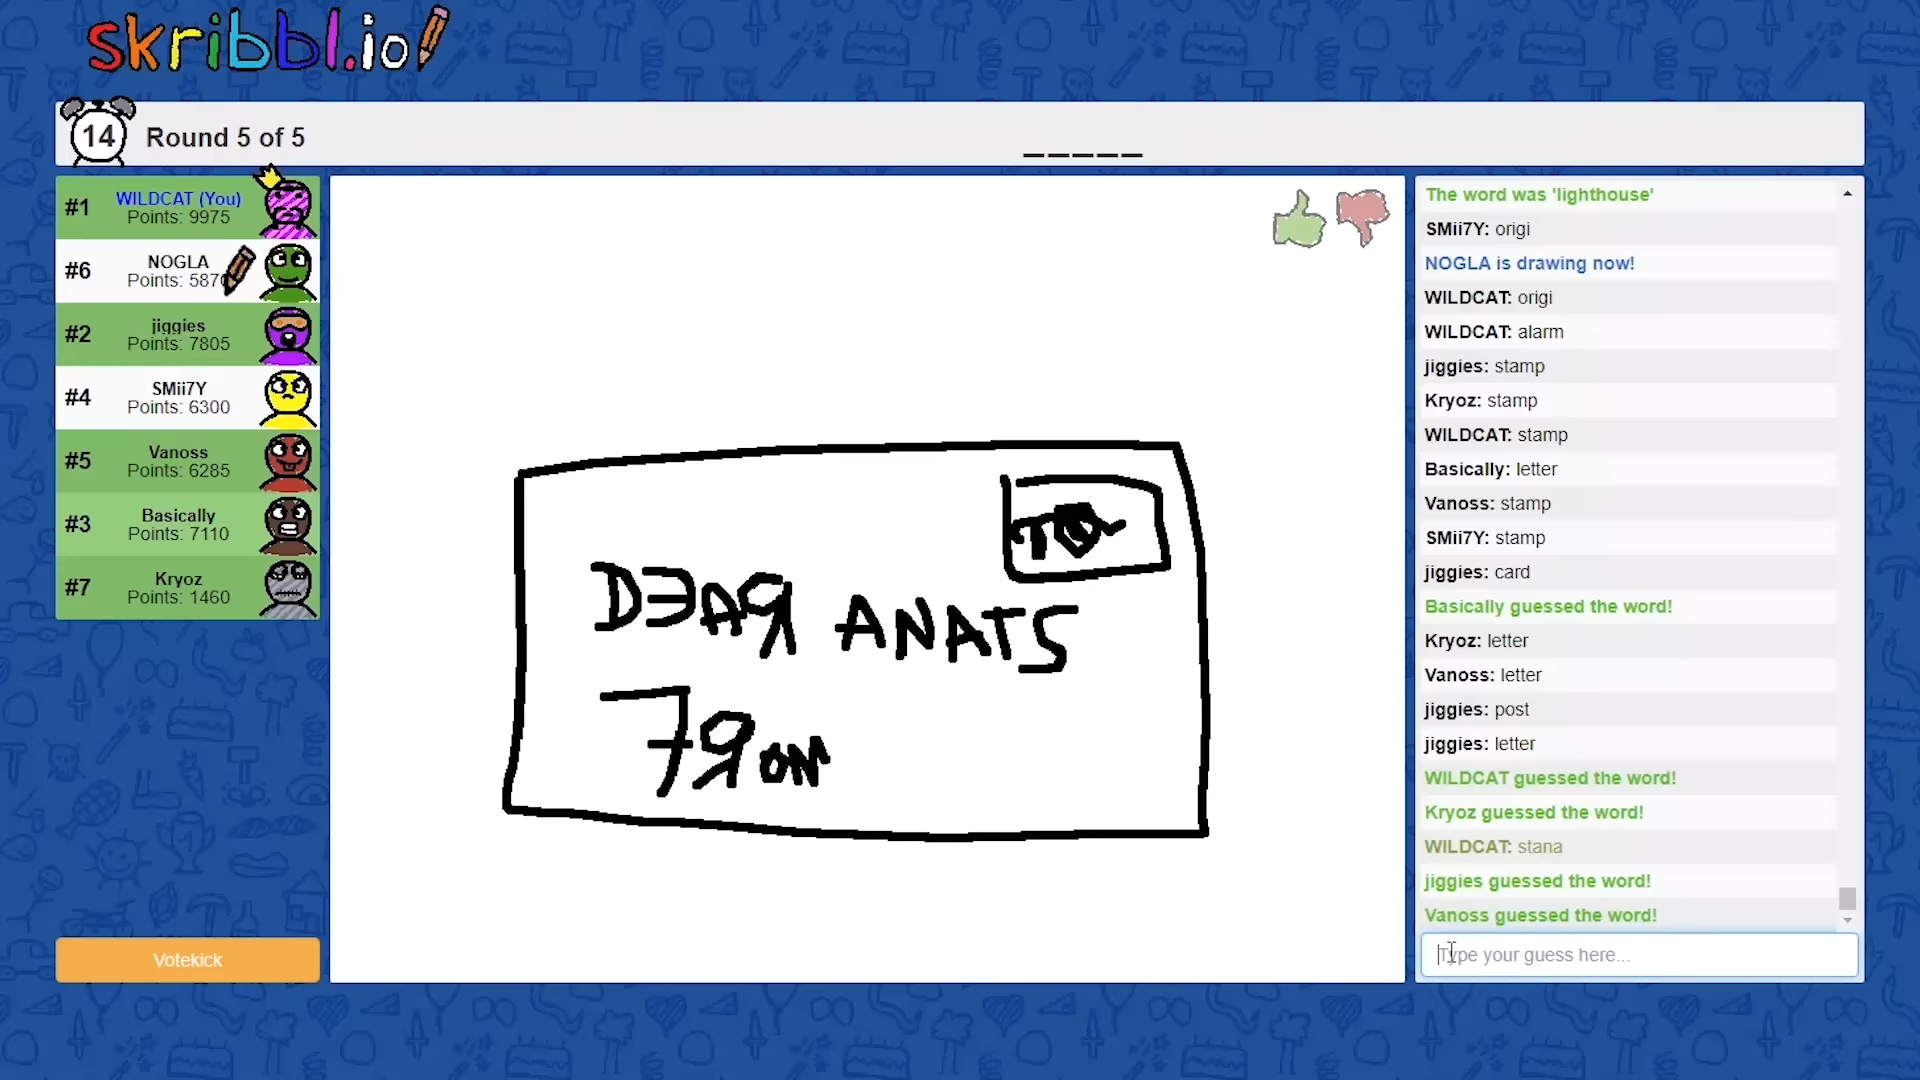 skribbl.io
14
Round 5 of 5
_____
#1
WILDCAT (You)
Points: 9975
#6
NOGLA
Points: 5870
#2
jiggies
Points: 7805
#4
SMii7Y
Points: 6300
#5
Vanoss
Points: 6285
#3
Basically
Points: 7110
#7
Kryoz
Points: 1460
Votekick
DEAR ANATS
FROM
The word was 'lighthouse'
SMii7Y: origi
NOGLA is drawing now!
WILDCAT: origi
WILDCAT: alarm
jiggies: stamp
Kryoz: stamp
WILDCAT: stamp
Basically: letter
Vanoss: stamp
SMii7Y: stamp
jiggies: card
Basically guessed the word!
Kryoz: letter
Vanoss: letter
jiggies: post
jiggies: letter
WILDCAT guessed the word!
Kryoz guessed the word!
WILDCAT: stana
jiggies guessed the word!
Vanoss guessed the word!
Type your guess here...